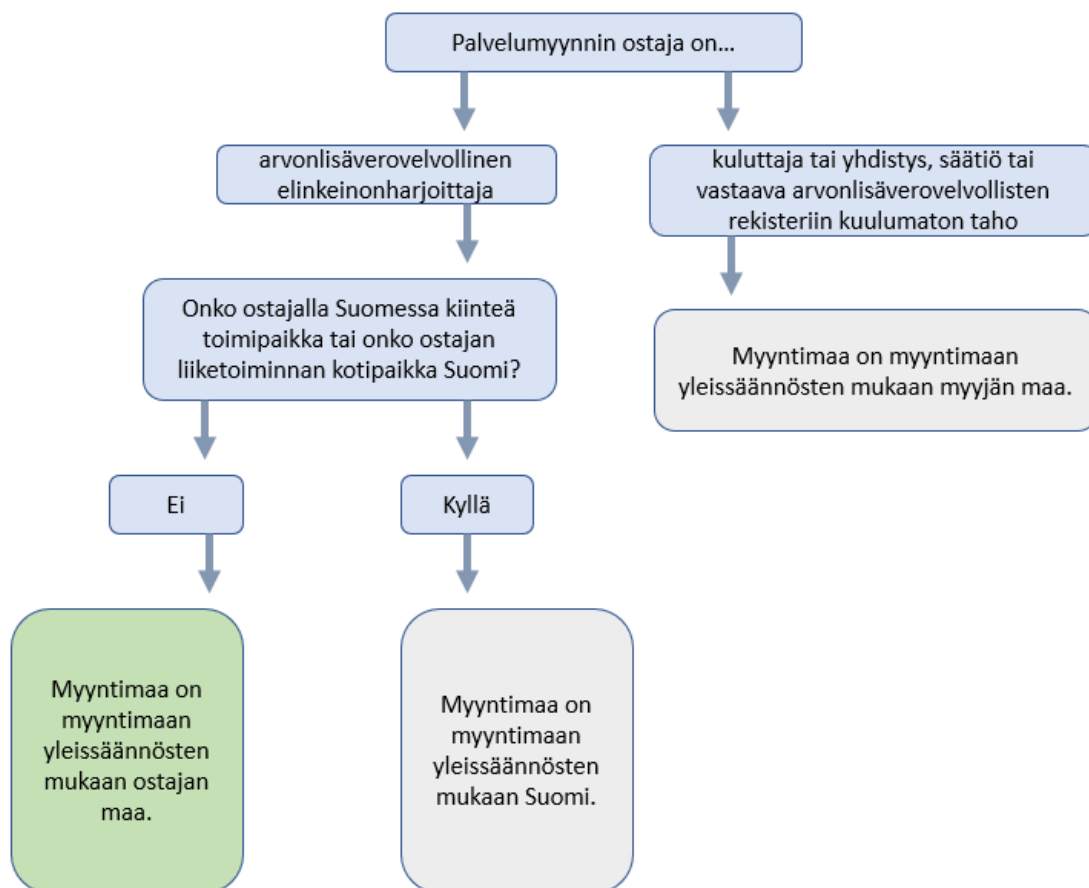 Palvelumyynnin ostaja on…
arvonlisäverovelvollinen
elinkeinonharjoittaja
kuluttaja tai yhdistys, säätiö tai
vastaava arvonlisäverovelvollisten
rekisteriin kuulumaton taho
Onko ostajalla Suomessa kiinteä
toimipaikka tai onko ostajan
liiketoiminnan kotipaikka Suomi?
Myyntimaa on myyntimaan
yleissäännösten mukaan myyjän maa.
Ei
Kyllä
Myyntimaa on
myyntimaan
yleissäännösten
mukaan ostajan
maa.
Myyntimaa on
myyntimaan
yleissäännösten
mukaan Suomi.